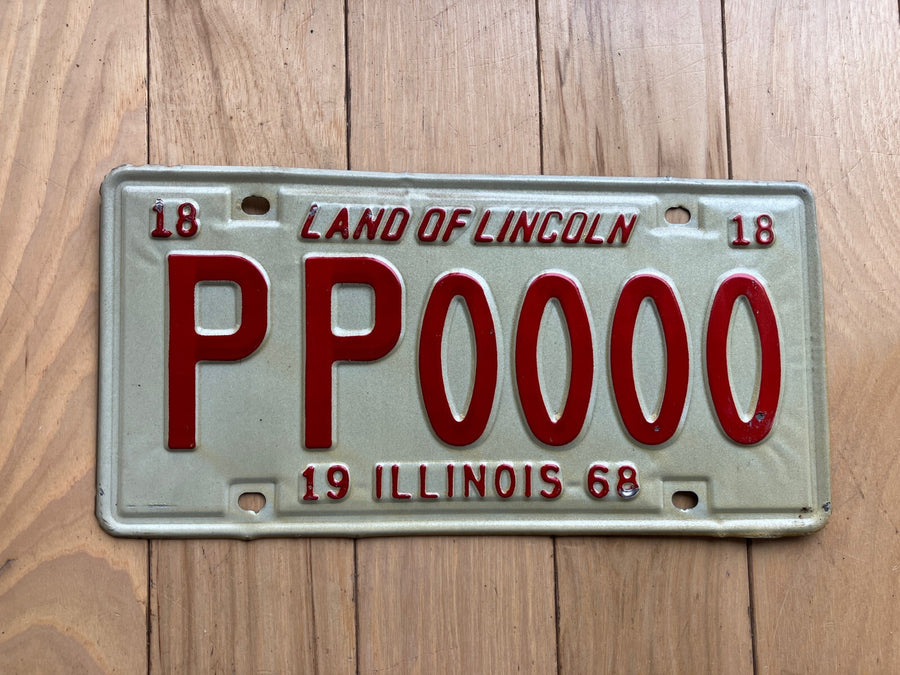 18 LAND OF LINCOLN 18
PP0000
19 ILLINOIS 68